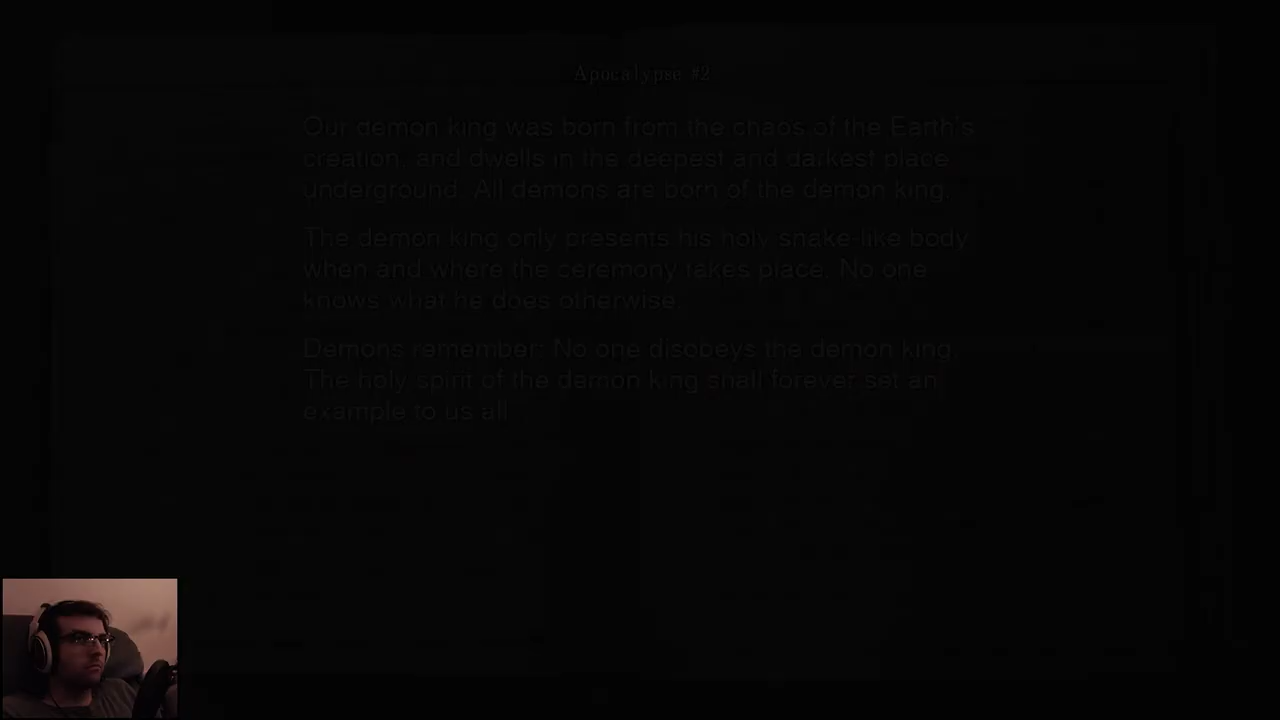 Apocalypse #2
Our demon king was born from the chaos of the Earth's
creation, and dwells in the deepest and darkest place
underground. All demons are born of the demon king.
The demon king only presents his holy snake-like body
when and where the ceremony takes place. No one
knows what he does otherwise.
Demons remember: No one disobeys the demon king.
The holy spirit of the demon king shall forever set an
example to us all.